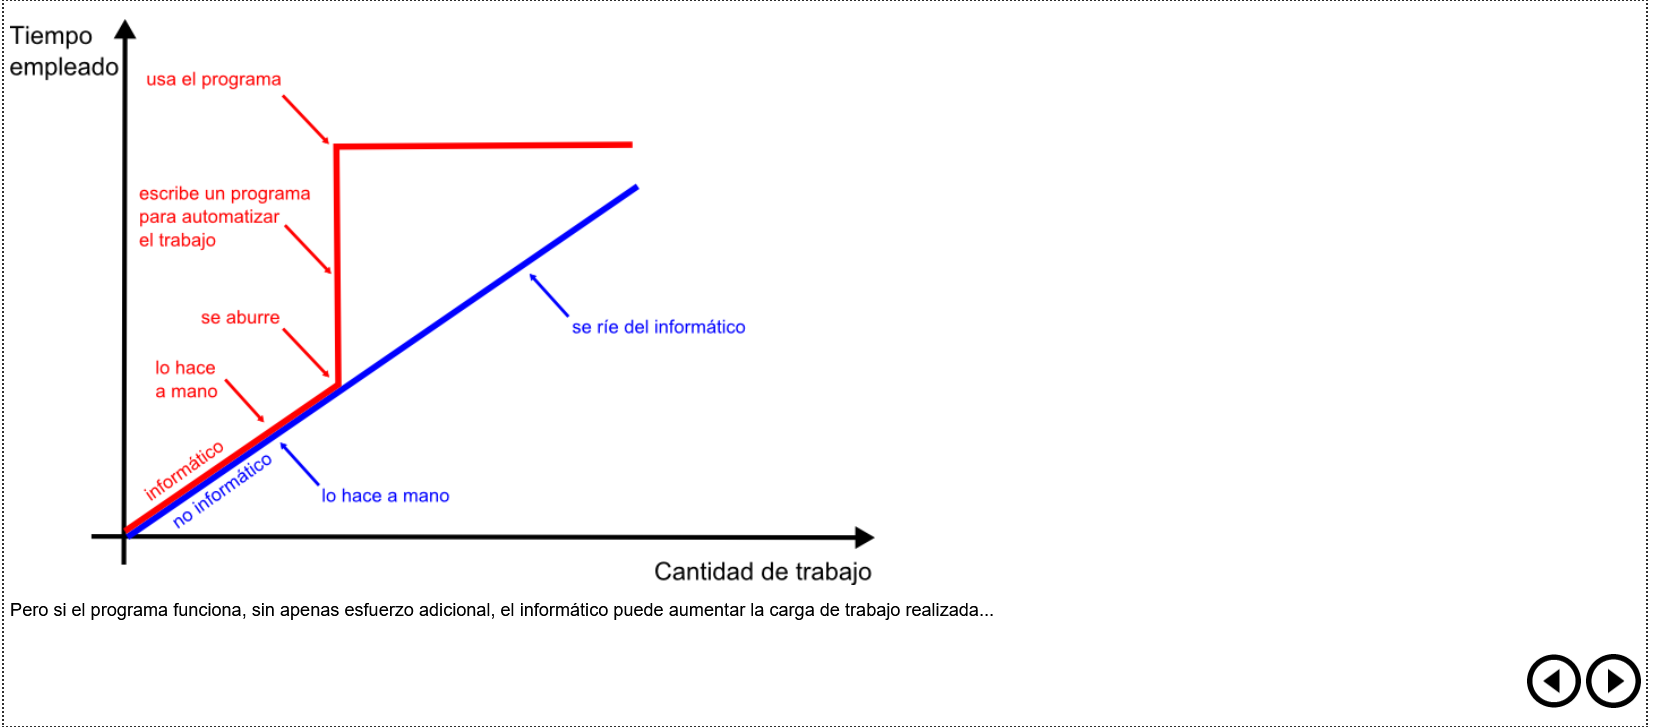 Tiempo
empleado
usa el programa
escribe un programa
para automatizar
el trabajo
se aburre
se ríe del informático
lo hace
a mano
informático
no informático
lo hace a mano
Cantidad de trabajo
Pero si el programa funciona, sin apenas esfuerzo adicional, el informático puede aumentar la carga de trabajo realizada...